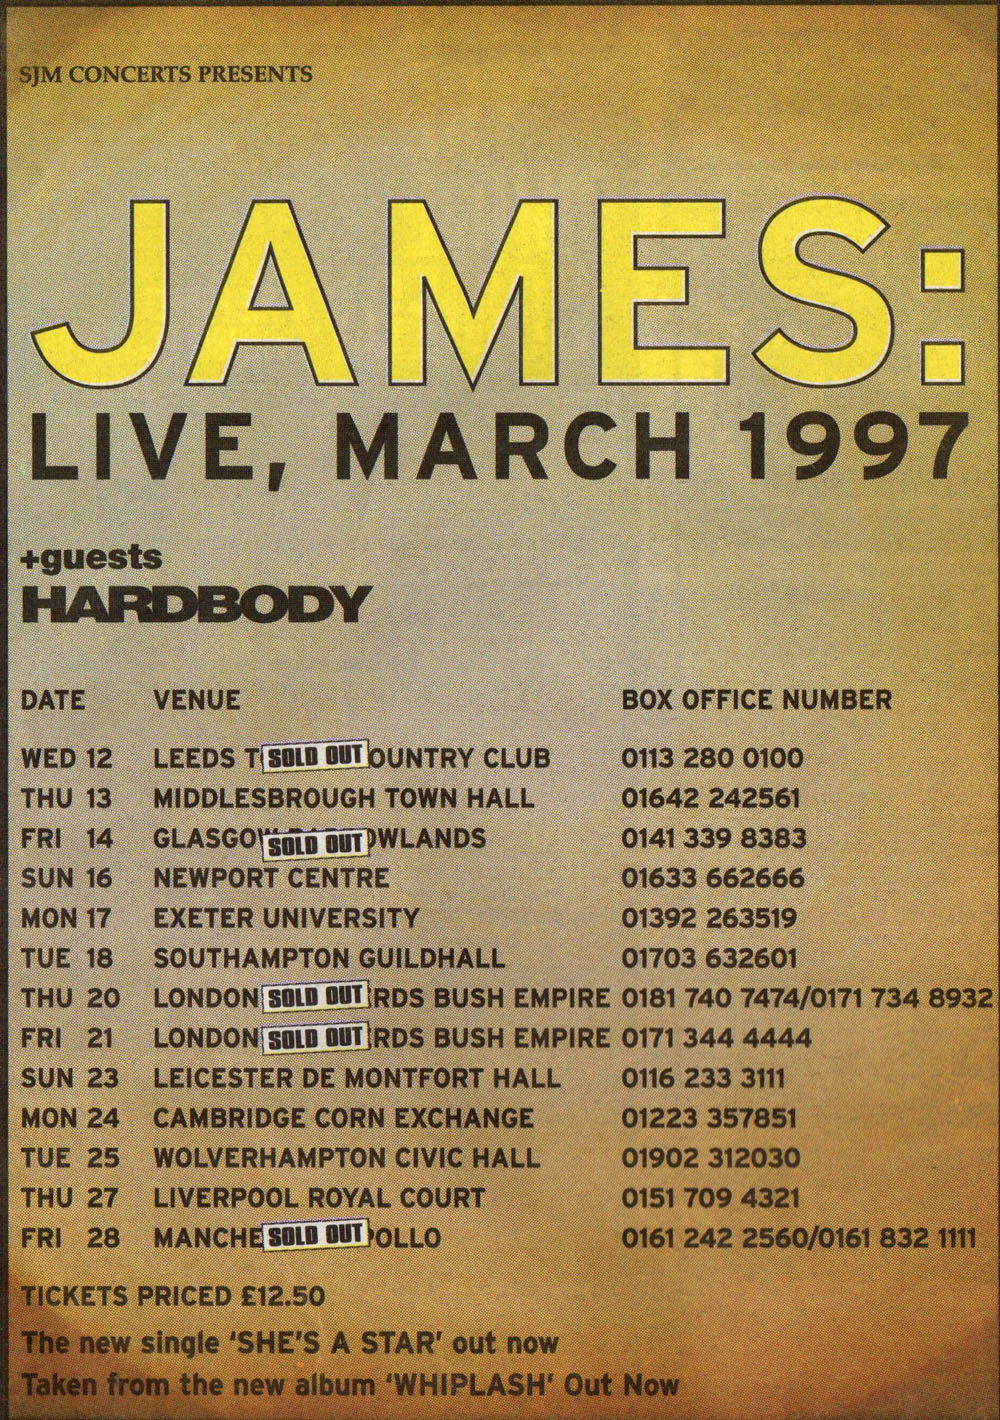 SJM CONCERTS PRESENTS
JAMES:
LIVE, MARCH 1997
+guests
HARDBODY
DATE VENUE BOX OFFICE NUMBER
WED 12 LEEDS T SOLD OUT OUNTRY CLUB 0113 280 0100
THU 13 MIDDLESBROUGH TOWN HALL 01642 242561
FRI 14 GLASGOW SOLD OUT OWLANDS 0141 339 8383
SUN 16 NEWPORT CENTRE 01633 662666
MON 17 EXETER UNIVERSITY 01392 263519
TUE 18 SOUTHAMPTON GUILDHALL 01703 632601
THU 20 LONDON SOLD OUT RDS BUSH EMPIRE 0181 740 7474/0171 734 8932
FRI 21 LONDON SOLD OUT RDS BUSH EMPIRE 0171 344 4444
SUN 23 LEICESTER DE MONTFORT HALL 0116 233 3111
MON 24 CAMBRIDGE CORN EXCHANGE 01223 357851
TUE 25 WOLVERHAMPTON CIVIC HALL 01902 312030
THU 27 LIVERPOOL ROYAL COURT 0151 709 4321
FRI 28 MANCHE SOLD OUT OLLO 0161 242 2560/0161 832 1111
TICKETS PRICED £12.50
The new single ‘SHE’S A STAR’ out now
Taken from the new album ‘WHIPLASH’ Out Now